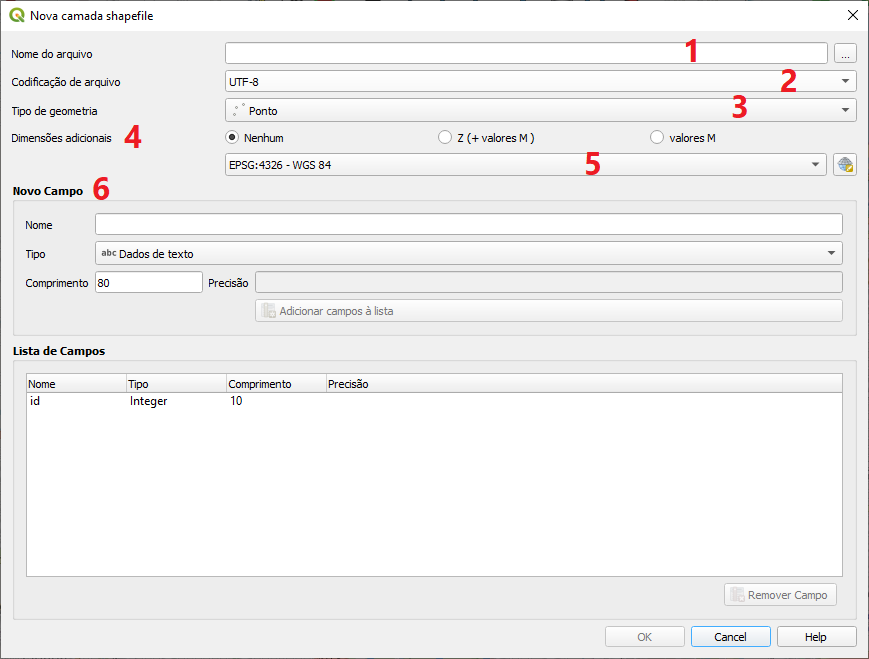 Nova camada shapefile
Nome do arquivo 1 ...
Codificação de arquivo UTF-8 2
Tipo de geometria Ponto 3
Dimensões adicionais 4 Nenhum Z (+ valores M ) valores M
EPSG:4326 - WGS 84 5
Novo Campo 6
Nome
Tipo abc Dados de texto
Comprimento 80 Precisão
Adicionar campos à lista
Lista de Campos
Nome Tipo Comprimento Precisão
id Integer 10
Remover Campo
OK Cancel Help